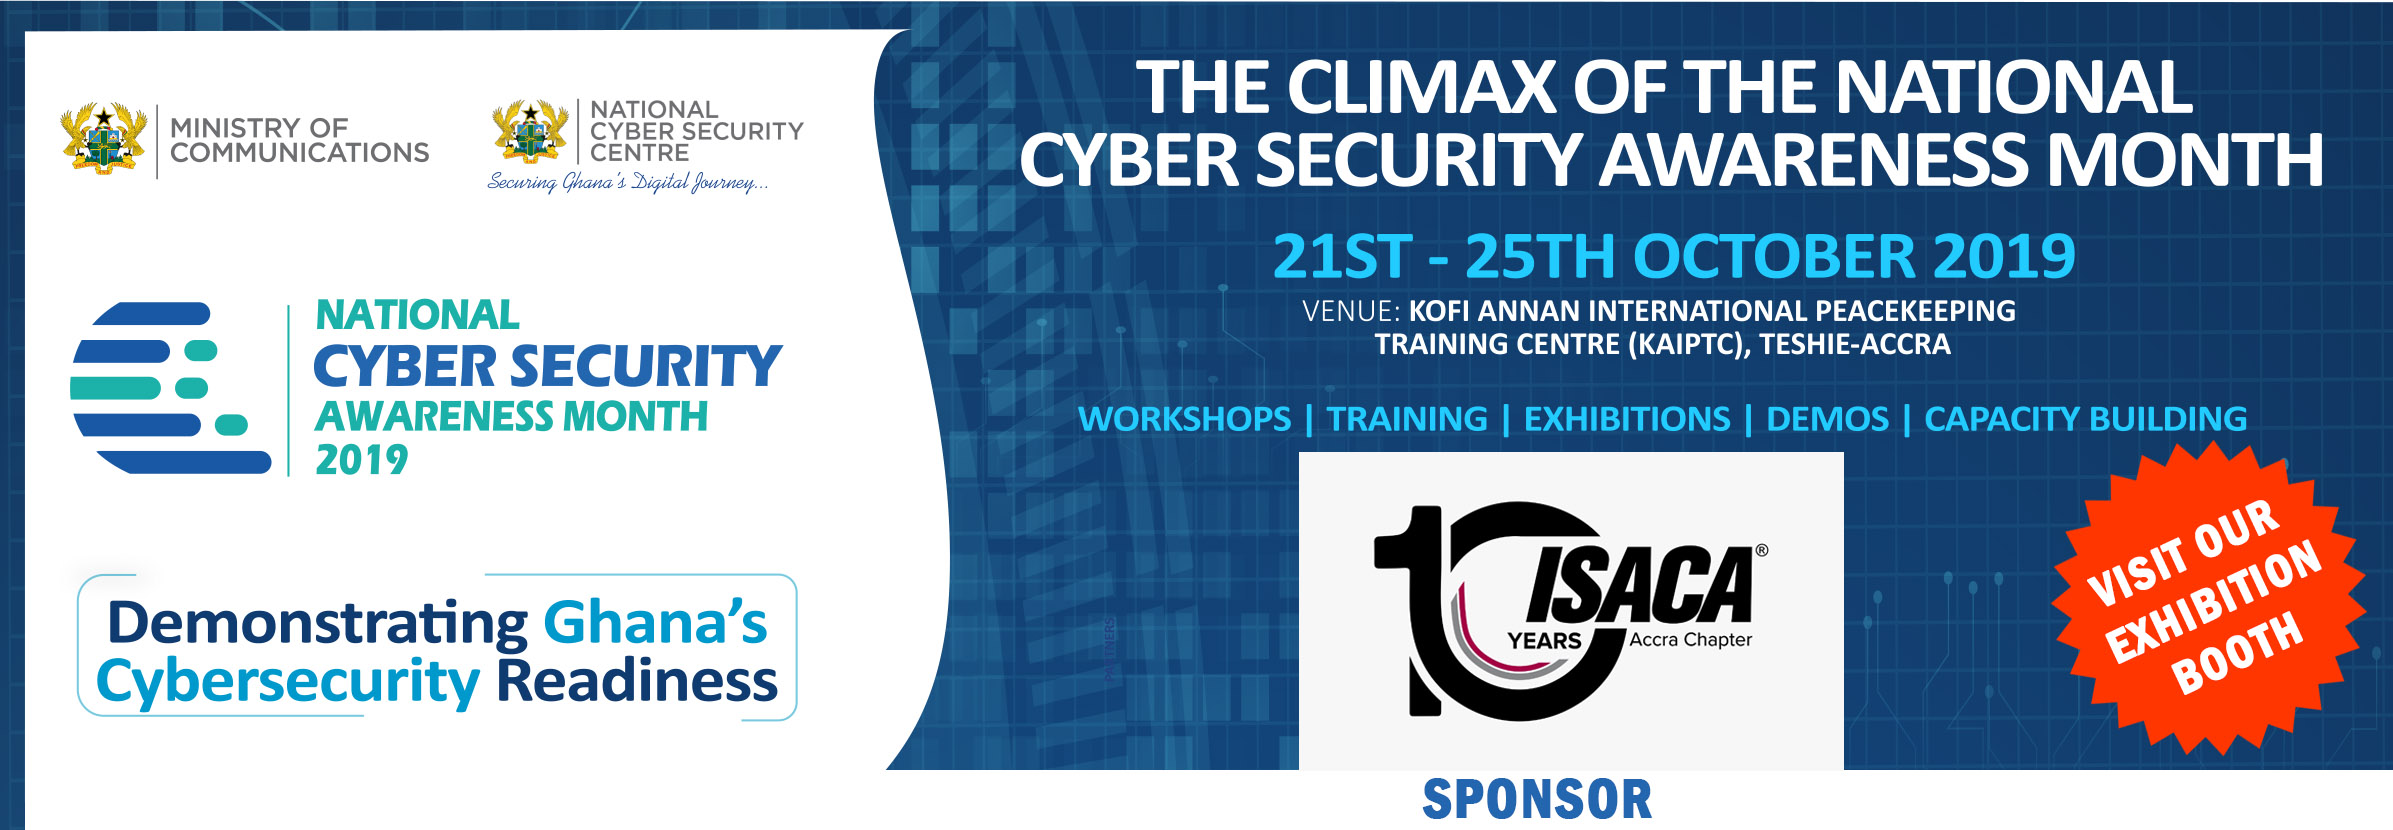 MINISTRY OF
COMMUNICATIONS
NATIONAL
CYBER SECURITY
CENTRE
Securing Ghana's Digital Journey...
NATIONAL
CYBER SECURITY
AWARENESS MONTH
2019
Demonstrating Ghana's
Cybersecurity Readiness
THE CLIMAX OF THE NATIONAL
CYBER SECURITY AWARENESS MONTH
21ST - 25TH OCTOBER 2019
VENUE: KOFI ANNAN INTERNATIONAL PEACEKEEPING
TRAINING CENTRE (KAIPTC), TESHIE-ACCRA
WORKSHOPS | TRAINING | EXHIBITIONS | DEMOS | CAPACITY BUILDING
PARTNERS
10
YEARS
ISACA®
Accra Chapter
VISIT OUR
EXHIBITION
BOOTH
SPONSOR